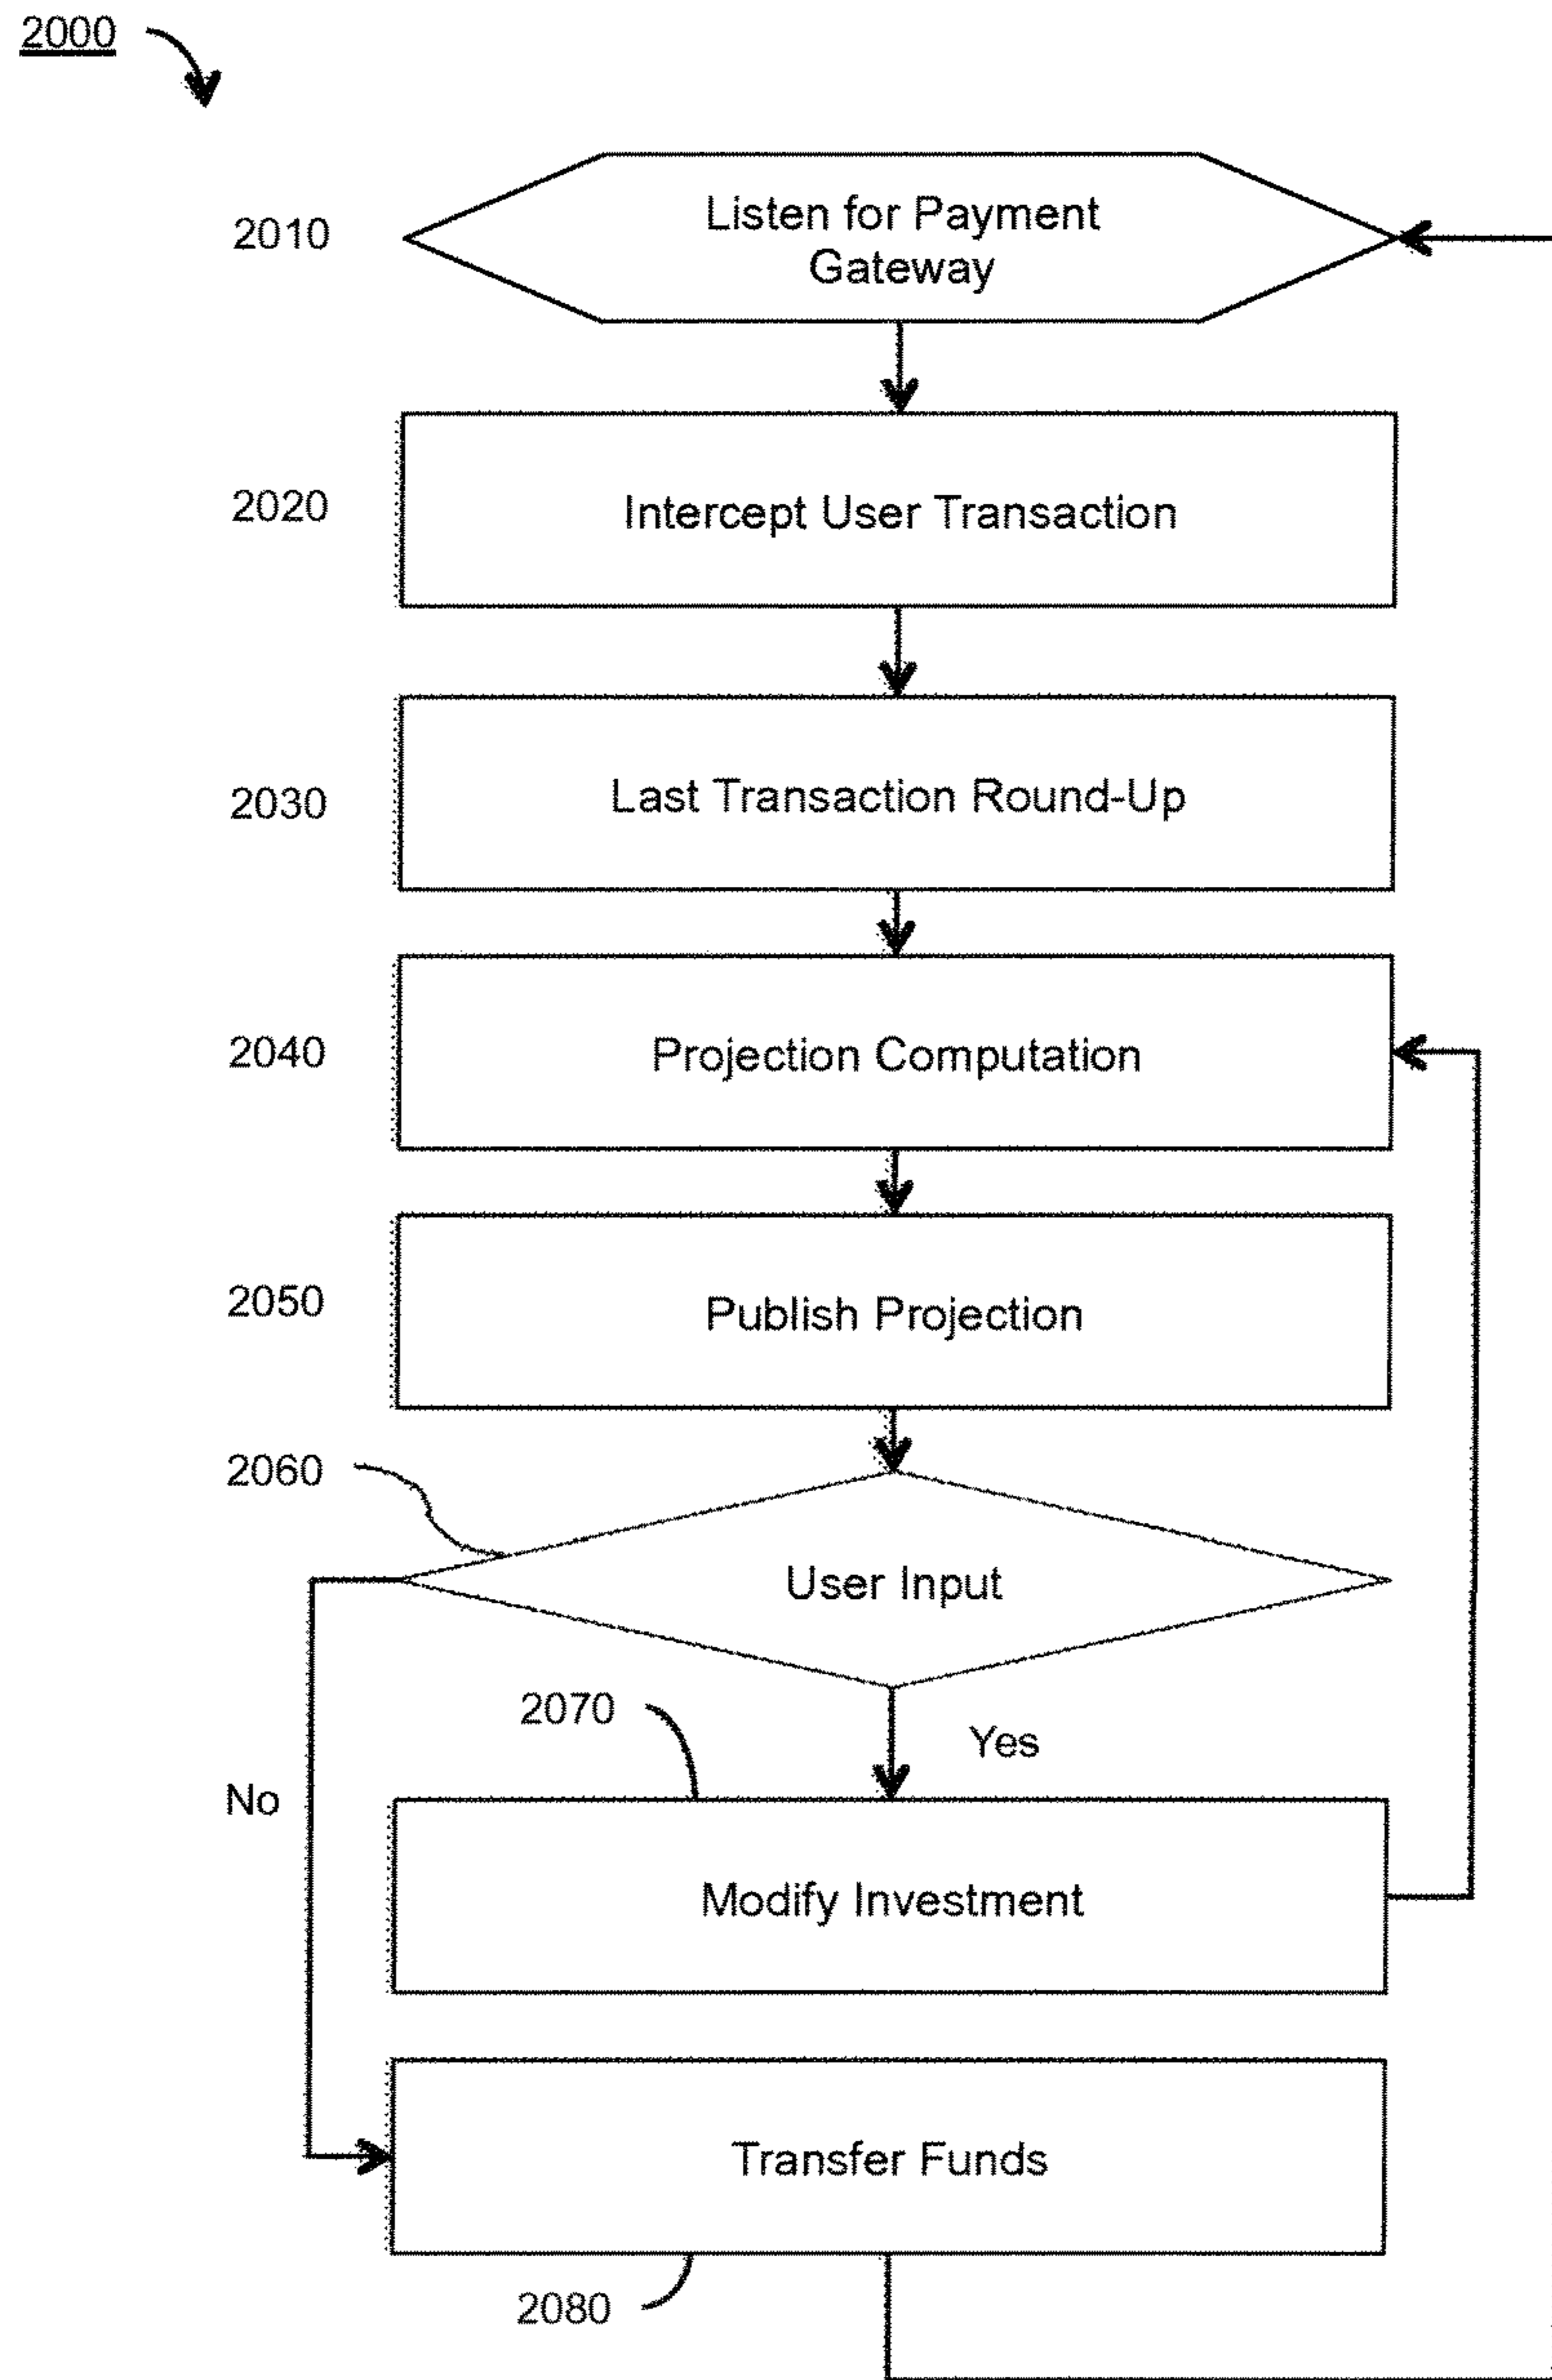 2000
2010
Listen for Payment
Gateway
2020
Intercept User Transaction
2030
Last Transaction Round-Up
2040
Projection Computation
2050
Publish Projection
2060
User Input
2070
Yes
No
Modify Investment
Transfer Funds
2080